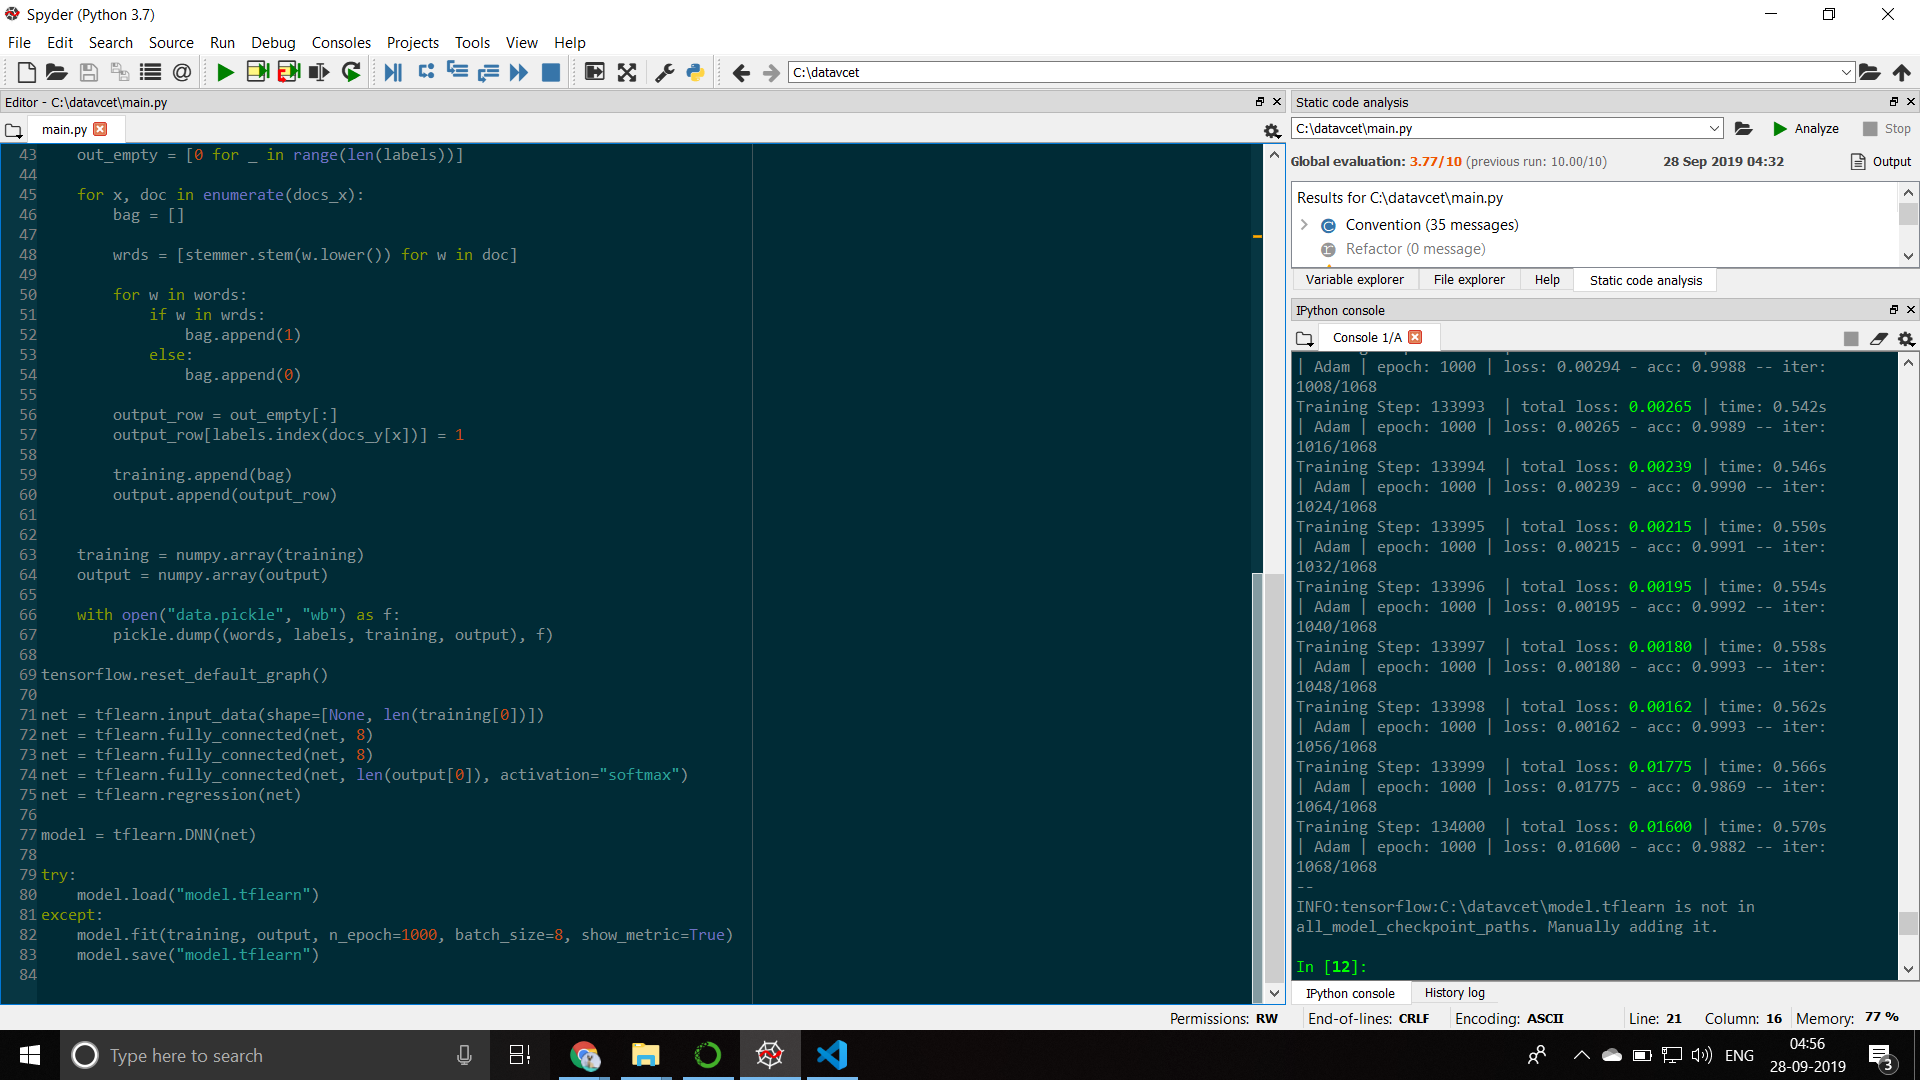 Spyder (Python 3.7)
File Edit Search Source Run Debug Consoles Projects Tools View Help
C:\datavcet
Editor - C:\datavcet\main.py
main.py
43     out_empty = [0 for _ in range(len(labels))]
44
45     for x, doc in enumerate(docs_x):
46         bag = []
47
48         wrds = [stemmer.stem(w.lower()) for w in doc]
49
50         for w in words:
51             if w in wrds:
52                 bag.append(1)
53             else:
54                 bag.append(0)
55
56         output_row = out_empty[:]
57         output_row[labels.index(docs_y[x])] = 1
58
59         training.append(bag)
60         output.append(output_row)
61
62
63     training = numpy.array(training)
64     output = numpy.array(output)
65
66     with open("data.pickle", "wb") as f:
67         pickle.dump((words, labels, training, output), f)
68
69 tensorflow.reset_default_graph()
70
71 net = tflearn.input_data(shape=[None, len(training[0])])
72 net = tflearn.fully_connected(net, 8)
73 net = tflearn.fully_connected(net, 8)
74 net = tflearn.fully_connected(net, len(output[0]), activation="softmax")
75 net = tflearn.regression(net)
76
77 model = tflearn.DNN(net)
78
79 try:
80     model.load("model.tflearn")
81 except:
82     model.fit(training, output, n_epoch=1000, batch_size=8, show_metric=True)
83     model.save("model.tflearn")
84
Static code analysis
C:\datavcet\main.py
Analyze Stop
Global evaluation: 3.77/10 (previous run: 10.00/10) 28 Sep 2019 04:32 Output
Results for C:\datavcet\main.py
Convention (35 messages)
Refactor (0 message)
Variable explorer File explorer Help Static code analysis
IPython console
Console 1/A
| Adam | epoch: 1000 | loss: 0.00294 - acc: 0.9988 -- iter:
1008/1068
Training Step: 133993  | total loss: 0.00265 | time: 0.542s
| Adam | epoch: 1000 | loss: 0.00265 - acc: 0.9989 -- iter:
1016/1068
Training Step: 133994  | total loss: 0.00239 | time: 0.546s
| Adam | epoch: 1000 | loss: 0.00239 - acc: 0.9990 -- iter:
1024/1068
Training Step: 133995  | total loss: 0.00215 | time: 0.550s
| Adam | epoch: 1000 | loss: 0.00215 - acc: 0.9991 -- iter:
1032/1068
Training Step: 133996  | total loss: 0.00195 | time: 0.554s
| Adam | epoch: 1000 | loss: 0.00195 - acc: 0.9992 -- iter:
1040/1068
Training Step: 133997  | total loss: 0.00180 | time: 0.558s
| Adam | epoch: 1000 | loss: 0.00180 - acc: 0.9993 -- iter:
1048/1068
Training Step: 133998  | total loss: 0.00162 | time: 0.562s
| Adam | epoch: 1000 | loss: 0.00162 - acc: 0.9993 -- iter:
1056/1068
Training Step: 133999  | total loss: 0.01775 | time: 0.566s
| Adam | epoch: 1000 | loss: 0.01775 - acc: 0.9869 -- iter:
1064/1068
Training Step: 134000  | total loss: 0.01600 | time: 0.570s
| Adam | epoch: 1000 | loss: 0.01600 - acc: 0.9882 -- iter:
1068/1068
--
INFO:tensorflow:C:\datavcet\model.tflearn is not in
all_model_checkpoint_paths. Manually adding it.
In [12]:
IPython console History log
Permissions: RW End-of-lines: CRLF Encoding: ASCII Line: 21 Column: 16 Memory: 77 %
Type here to search
ENG
04:56
28-09-2019
3